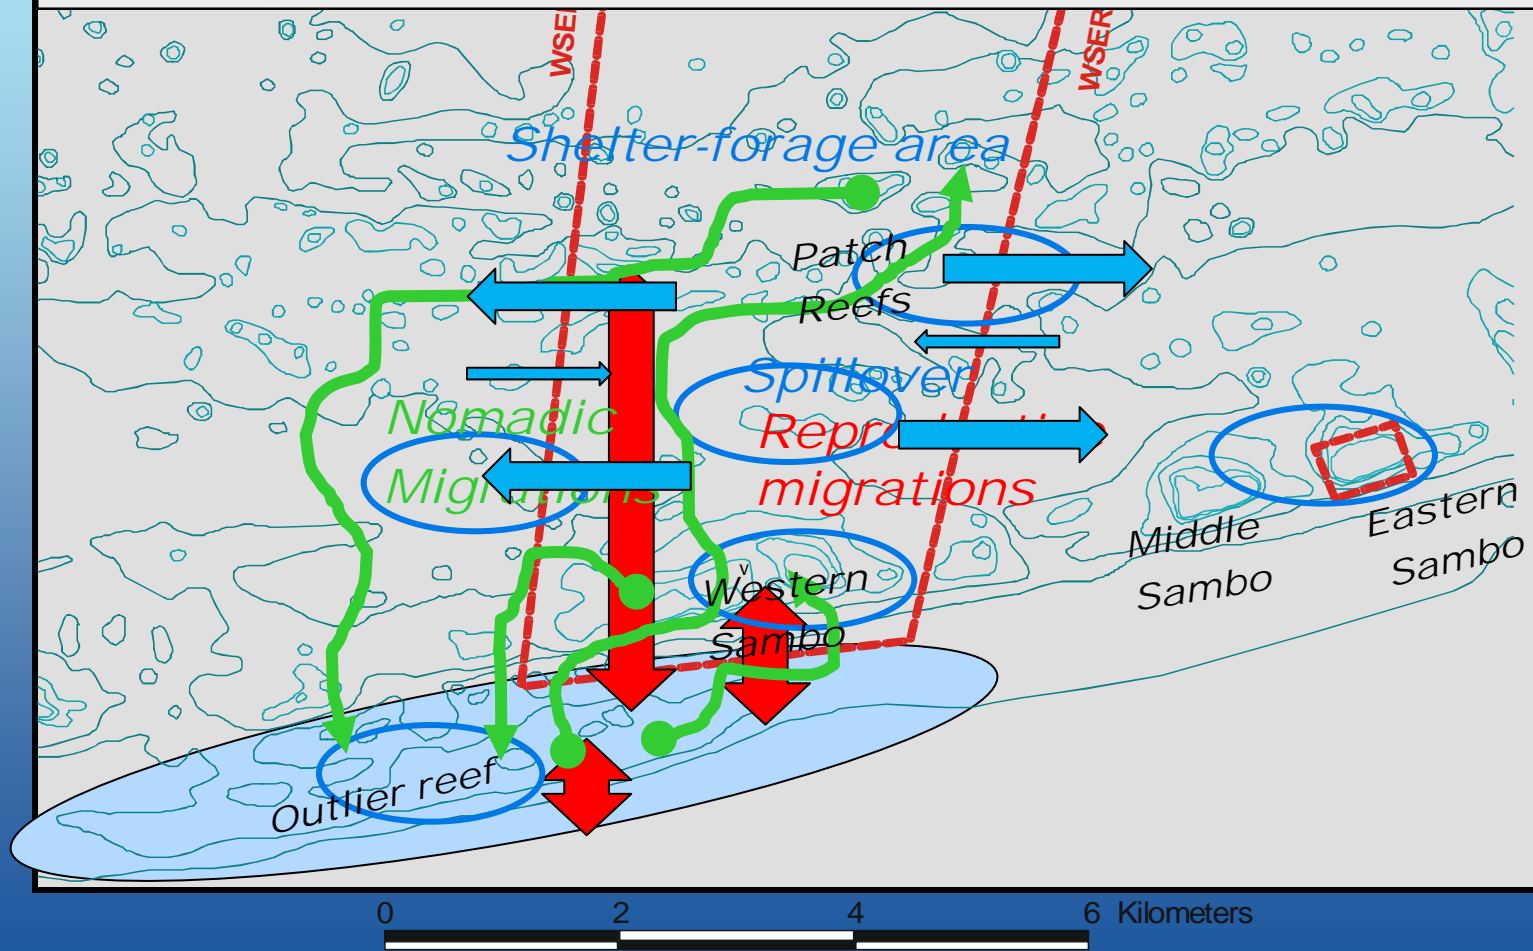 WSER
WSER
Shelter-forage area
Patch
Reefs
Spillover
Nomadic
Migrations
Reproductive
migrations
Western
Sambo
Middle
Sambo
Eastern
Sambo
Outlier reef
0 2 4 6 Kilometers